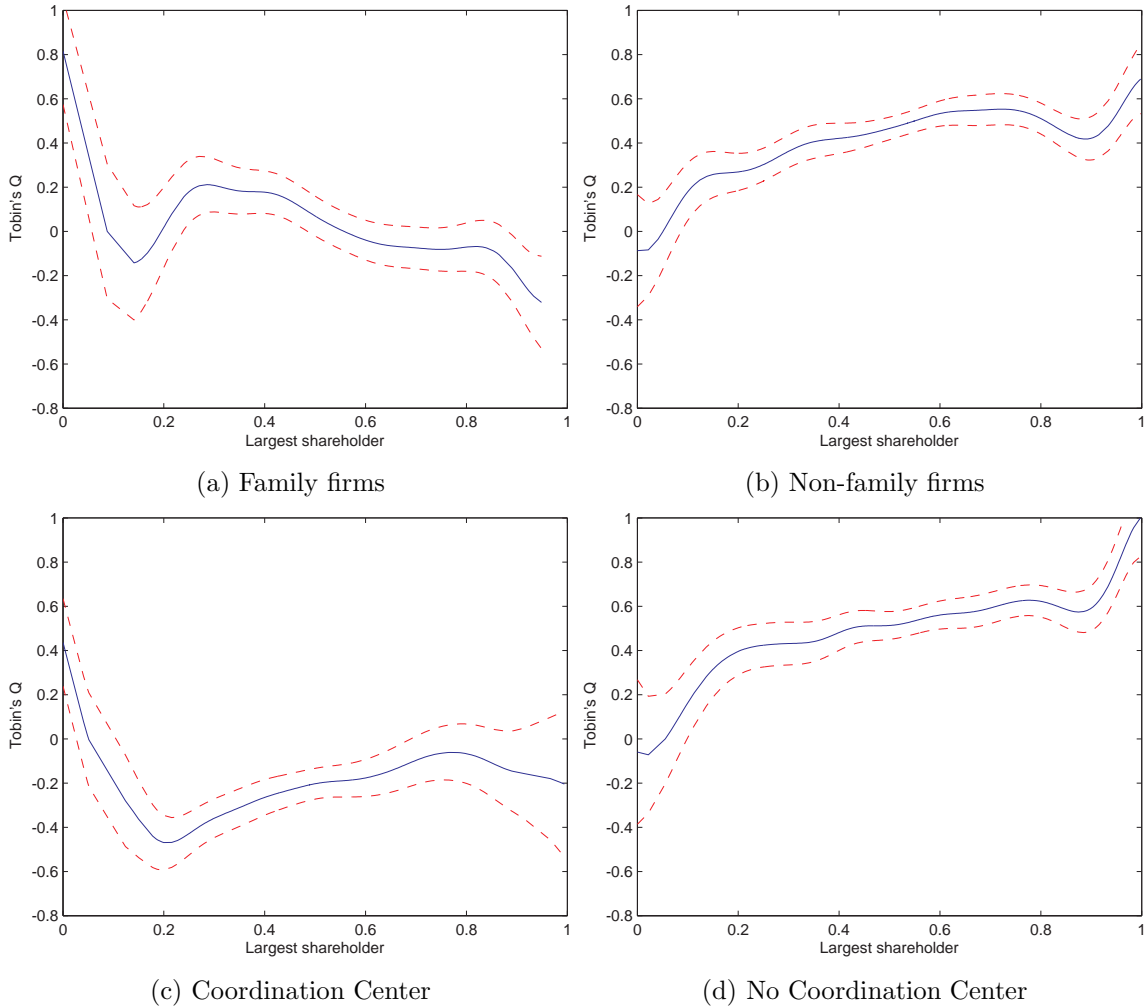 1
0.8
0.6
0.4
0.2
0
-0.2
-0.4
-0.6
-0.8
Tobin's Q
0 0.2 0.4 0.6 0.8 1
Largest shareholder
(a) Family firms
1
0.8
0.6
0.4
0.2
0
-0.2
-0.4
-0.6
-0.8
Tobin's Q
0 0.2 0.4 0.6 0.8 1
Largest shareholder
(b) Non-family firms
1
0.8
0.6
0.4
0.2
0
-0.2
-0.4
-0.6
-0.8
Tobin's Q
0 0.2 0.4 0.6 0.8 1
Largest shareholder
(c) Coordination Center
1
0.8
0.6
0.4
0.2
0
-0.2
-0.4
-0.6
-0.8
Tobin's Q
0 0.2 0.4 0.6 0.8 1
Largest shareholder
(d) No Coordination Center